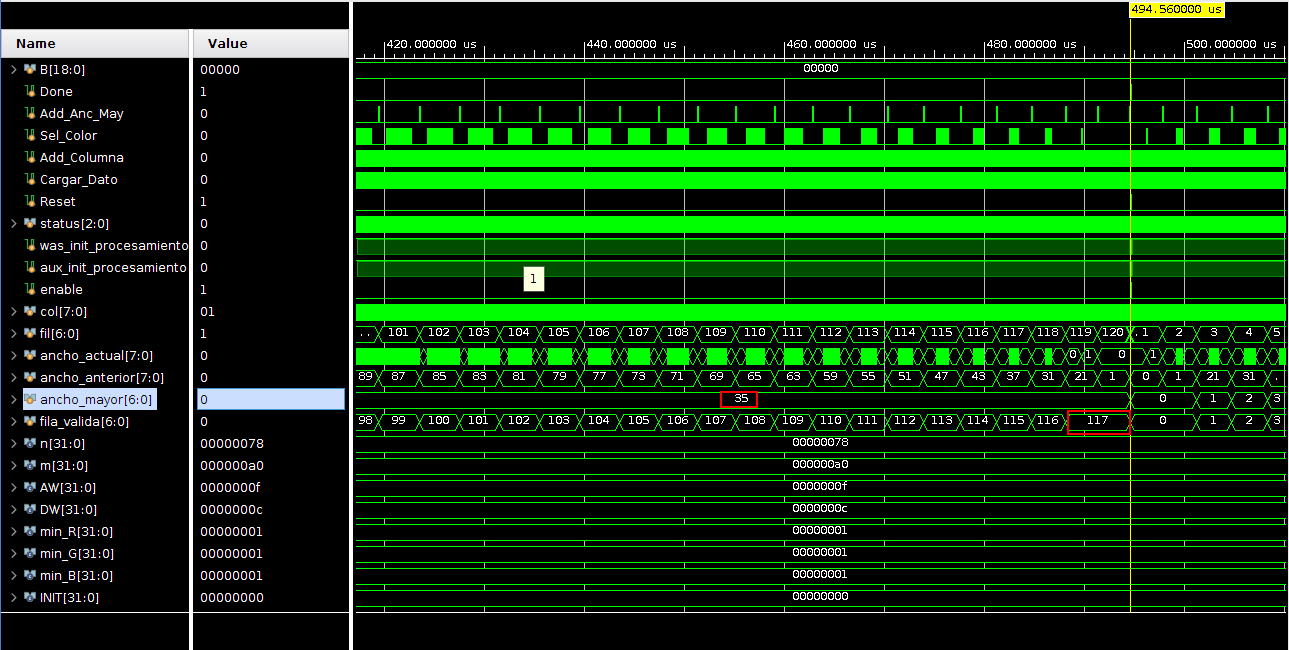 494.560000 us
Name Value
420.000000 us 440.000000 us 460.000000 us 480.000000 us 500.000000 us
B[18:0] 00000 00000
Done 1
Add_Anc_May 0
Sel_Color 0
Add_Columna 0
Cargar_Dato 0
Reset 1
status[2:0] 0
was_init_procesamiento 0
aux_init_procesamiento 0
1
enable 1
col[7:0] 01
fil[6:0] 1 .. 101 102 103 104 105 106 107 108 109 110 111 112 113 114 115 116 117 118 119 120 . 1 2 3 4 5
ancho_actual[7:0] 0 0 1 0 1
ancho_anterior[7:0] 0 89 87 85 83 81 79 77 73 71 69 65 63 59 55 51 47 43 37 31 21 1 0 1 21 31 .
ancho_mayor[6:0] 0 35 0 1 2 3
fila_valida[6:0] 0 98 99 100 101 102 103 104 105 106 107 108 109 110 111 112 113 114 115 116 117 0 1 2 3
n[31:0] 00000078 00000078
m[31:0] 000000a0 000000a0
AW[31:0] 0000000f 0000000f
DW[31:0] 0000000c 0000000c
min_R[31:0] 00000001 00000001
min_G[31:0] 00000001 00000001
min_B[31:0] 00000001 00000001
INIT[31:0] 00000000 00000000